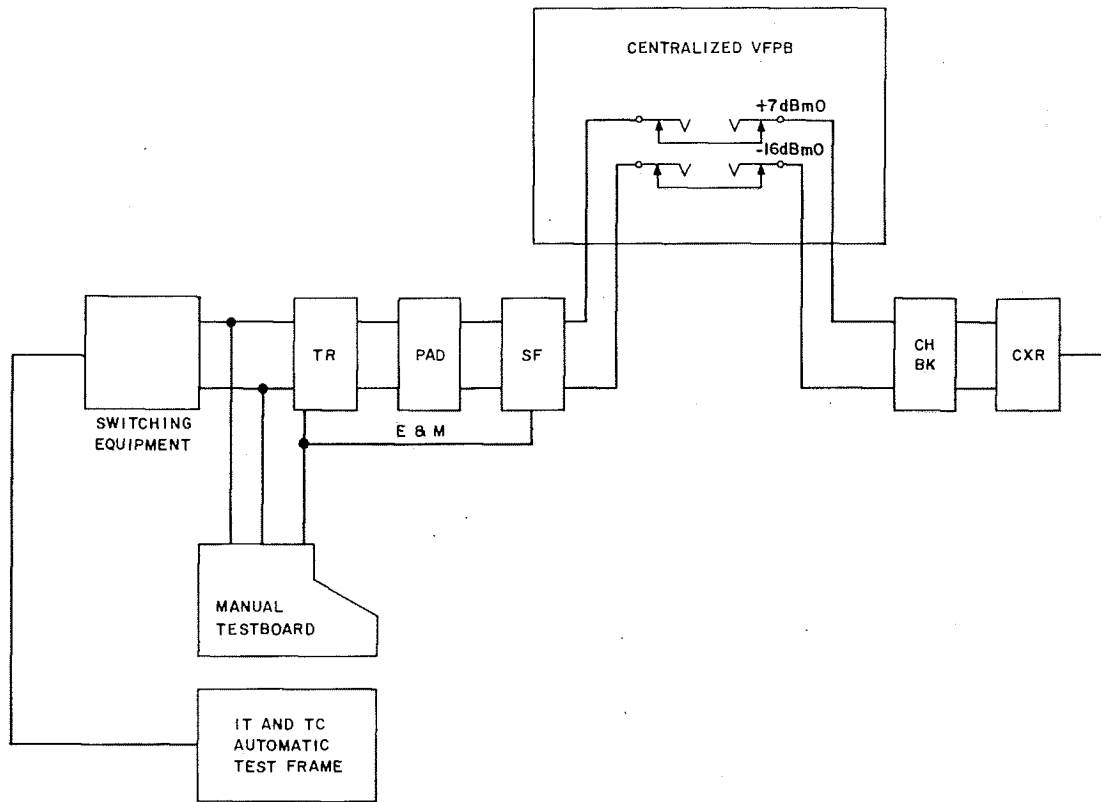 CENTRALIZED VFPB
+7dBm0
-16dBm0
SWITCHING
EQUIPMENT
TR
PAD
SF
CH
BK
CXR
E & M
MANUAL
TESTBOARD
IT AND TC
AUTOMATIC
TEST FRAME